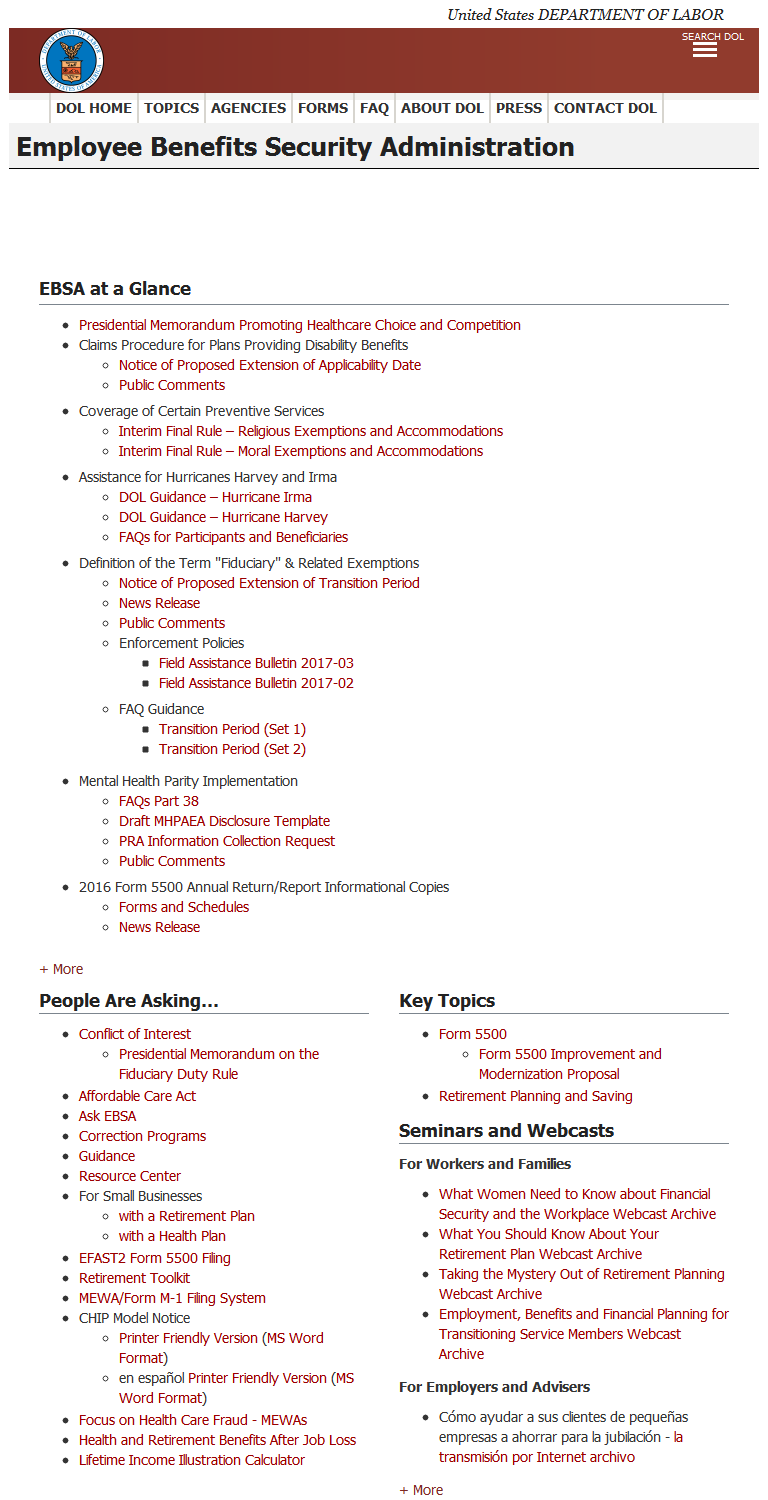 United States DEPARTMENT OF LABOR
SEARCH DOL
DOL HOME TOPICS AGENCIES FORMS FAQ ABOUT DOL PRESS CONTACT DOL
Employee Benefits Security Administration
EBSA at a Glance
Presidential Memorandum Promoting Healthcare Choice and Competition
Claims Procedure for Plans Providing Disability Benefits
Notice of Proposed Extension of Applicability Date
Public Comments
Coverage of Certain Preventive Services
Interim Final Rule – Religious Exemptions and Accommodations
Interim Final Rule – Moral Exemptions and Accommodations
Assistance for Hurricanes Harvey and Irma
DOL Guidance – Hurricane Irma
DOL Guidance – Hurricane Harvey
FAQs for Participants and Beneficiaries
Definition of the Term "Fiduciary" & Related Exemptions
Notice of Proposed Extension of Transition Period
News Release
Public Comments
Enforcement Policies
Field Assistance Bulletin 2017-03
Field Assistance Bulletin 2017-02
FAQ Guidance
Transition Period (Set 1)
Transition Period (Set 2)
Mental Health Parity Implementation
FAQs Part 38
Draft MHPAEA Disclosure Template
PRA Information Collection Request
Public Comments
2016 Form 5500 Annual Return/Report Informational Copies
Forms and Schedules
News Release
+ More
People Are Asking...
Conflict of Interest
Presidential Memorandum on the
Fiduciary Duty Rule
Affordable Care Act
Ask EBSA
Correction Programs
Guidance
Resource Center
For Small Businesses
with a Retirement Plan
with a Health Plan
EFAST2 Form 5500 Filing
Retirement Toolkit
MEWA/Form M-1 Filing System
CHIP Model Notice
Printer Friendly Version (MS Word
Format)
en español Printer Friendly Version (MS
Word Format)
Focus on Health Care Fraud - MEWAs
Health and Retirement Benefits After Job Loss
Lifetime Income Illustration Calculator
Key Topics
Form 5500
Form 5500 Improvement and
Modernization Proposal
Retirement Planning and Saving
Seminars and Webcasts
For Workers and Families
What Women Need to Know about Financial
Security and the Workplace Webcast Archive
What You Should Know About Your
Retirement Plan Webcast Archive
Taking the Mystery Out of Retirement Planning
Webcast Archive
Employment, Benefits and Financial Planning for
Transitioning Service Members Webcast
Archive
For Employers and Advisers
Cómo ayudar a sus clientes de pequeñas
empresas a ahorrar para la jubilación - la
transmisión por Internet archivo
+ More